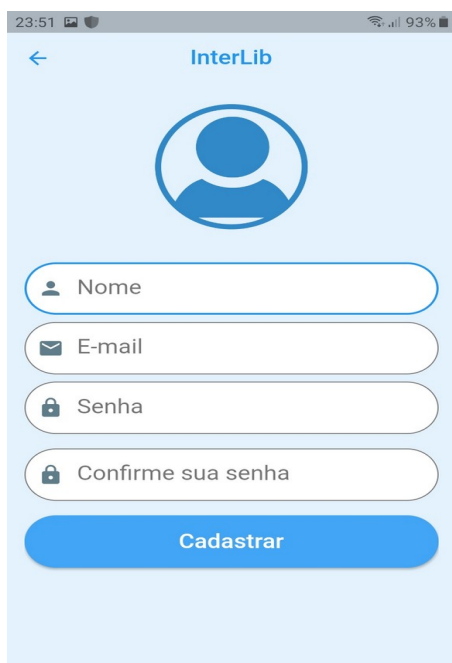 23:51 93%
InterLib
Nome
E-mail
Senha
Confirme sua senha
Cadastrar